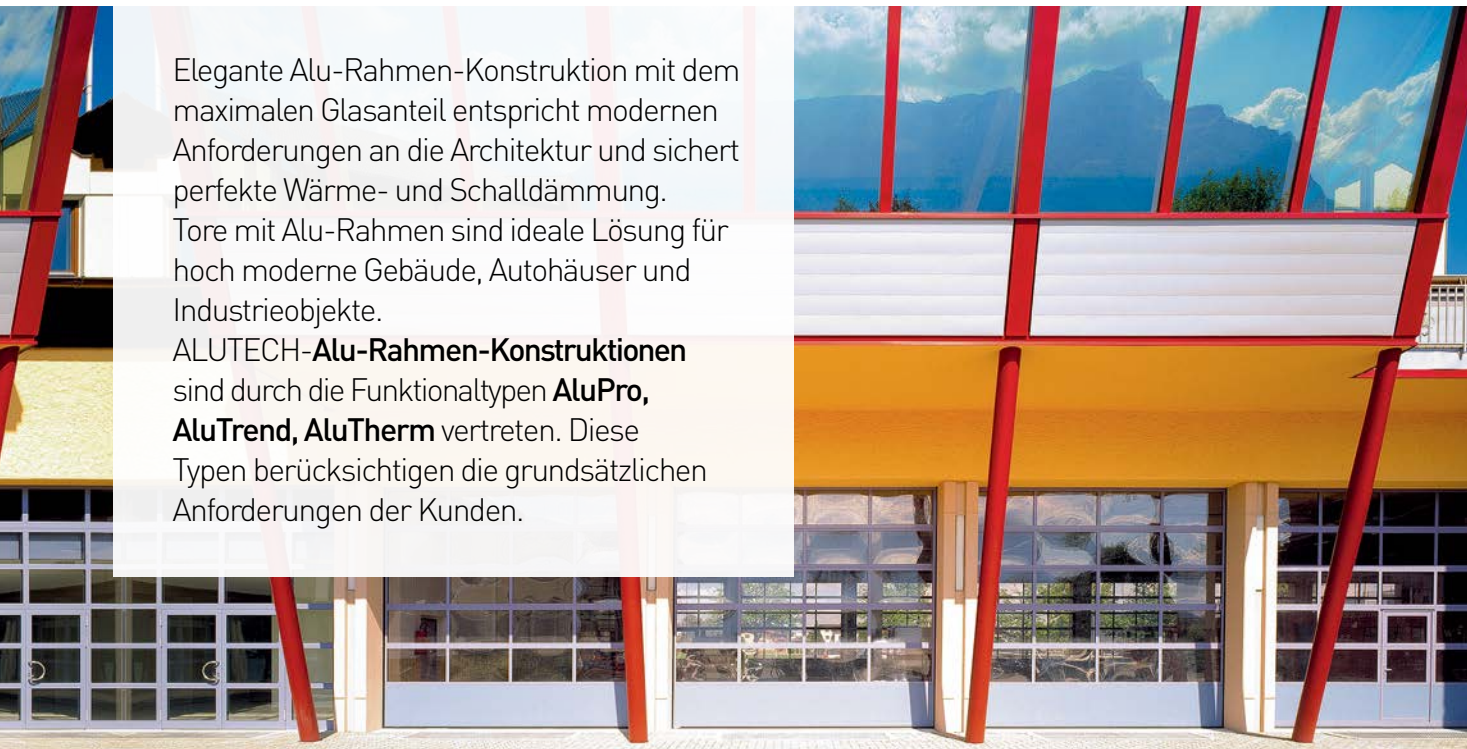 Elegante Alu-Rahmen-Konstruktion mit dem
maximalen Glasanteil entspricht modernen
Anforderungen an die Architektur und sichert
perfekte Wärme- und Schalldämmung.
Tore mit Alu-Rahmen sind ideale Lösung für
hoch moderne Gebäude, Autohäuser und
Industrieobjekte.
ALUTECH-Alu-Rahmen-Konstruktionen
sind durch die Funktionaltypen AluPro,
AluTrend, AluTherm vertreten. Diese
Typen berücksichtigen die grundsätzlichen
Anforderungen der Kunden.